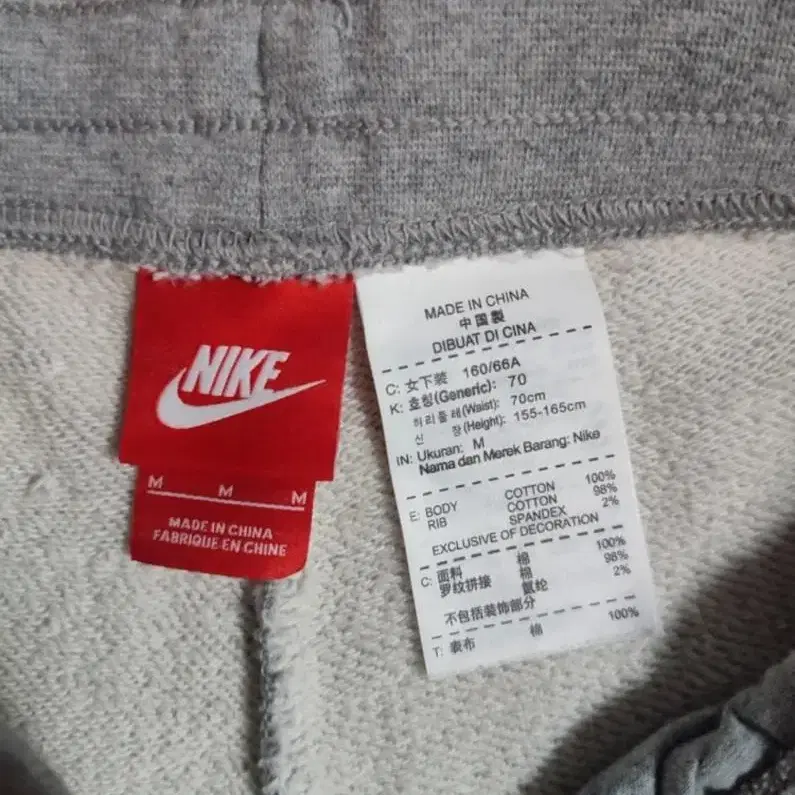 NIKE
M M M
MADE IN CHINA
FABRIQUE EN CHINE
MADE IN CHINA
中国製
DIBUAT DI CINA
C: 女下装 160/66A
K: 호칭(Generic): 70
허리둘레(Waist): 70cm
신 장(Height): 155-165cm
IN: Ukuran: M
Nama dan Merek Barang: Nike
E: BODY COTTON 100%
RIB COTTON 98%
SPANDEX 2%
EXCLUSIVE OF DECORATION
C: 面料 棉 100%
罗纹拼接 棉 98%
氨纶 2%
不包括装饰部分
T: 表布 棉 100%